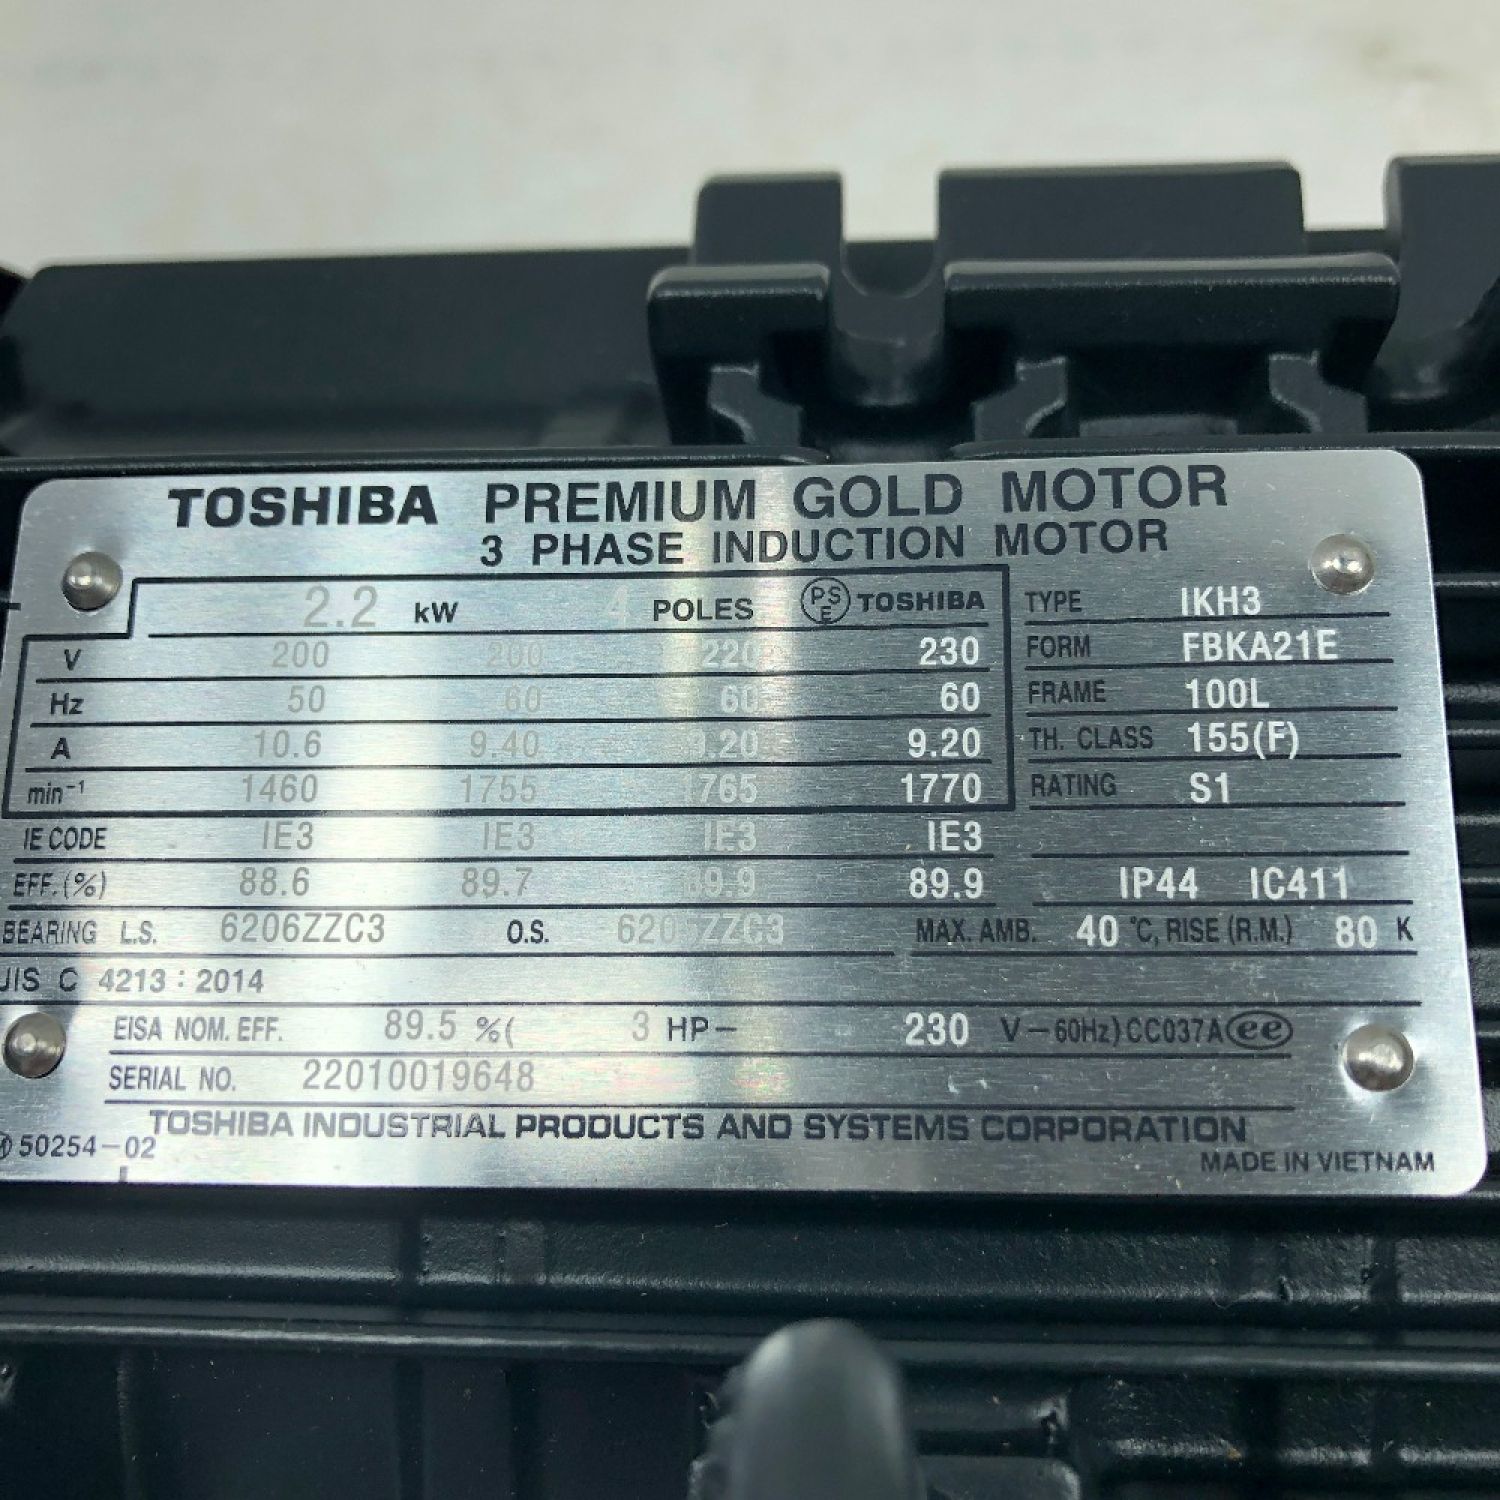 TOSHIBA PREMIUM GOLD MOTOR
3 PHASE INDUCTION MOTOR
2.2 kW 4 POLES PSE TOSHIBA TYPE IKH3
V 200 200 220 230 FORM FBKA21E
Hz 50 60 60 60 FRAME 100L
A 10.6 9.40 9.20 TH. CLASS 155(F)
min⁻¹ 1460 1755 1765 1770 RATING S1
IE CODE IE3 IE3 IE3 IE3
EFF.(%) 88.6 89.7 89.9 89.9 IP44 IC411
BEARING L.S. 6206ZZC3 O.S. MAX. AMB. 40 °C, RISE (R.M.) 80 K
JIS C 4213 : 2014
EISA NOM. EFF. 89.5 %( 3 HP– 230 V–60Hz) CC037A ee
SERIAL NO. 22010019648
TOSHIBA INDUSTRIAL PRODUCTS AND SYSTEMS CORPORATION
50254-02 MADE IN VIETNAM